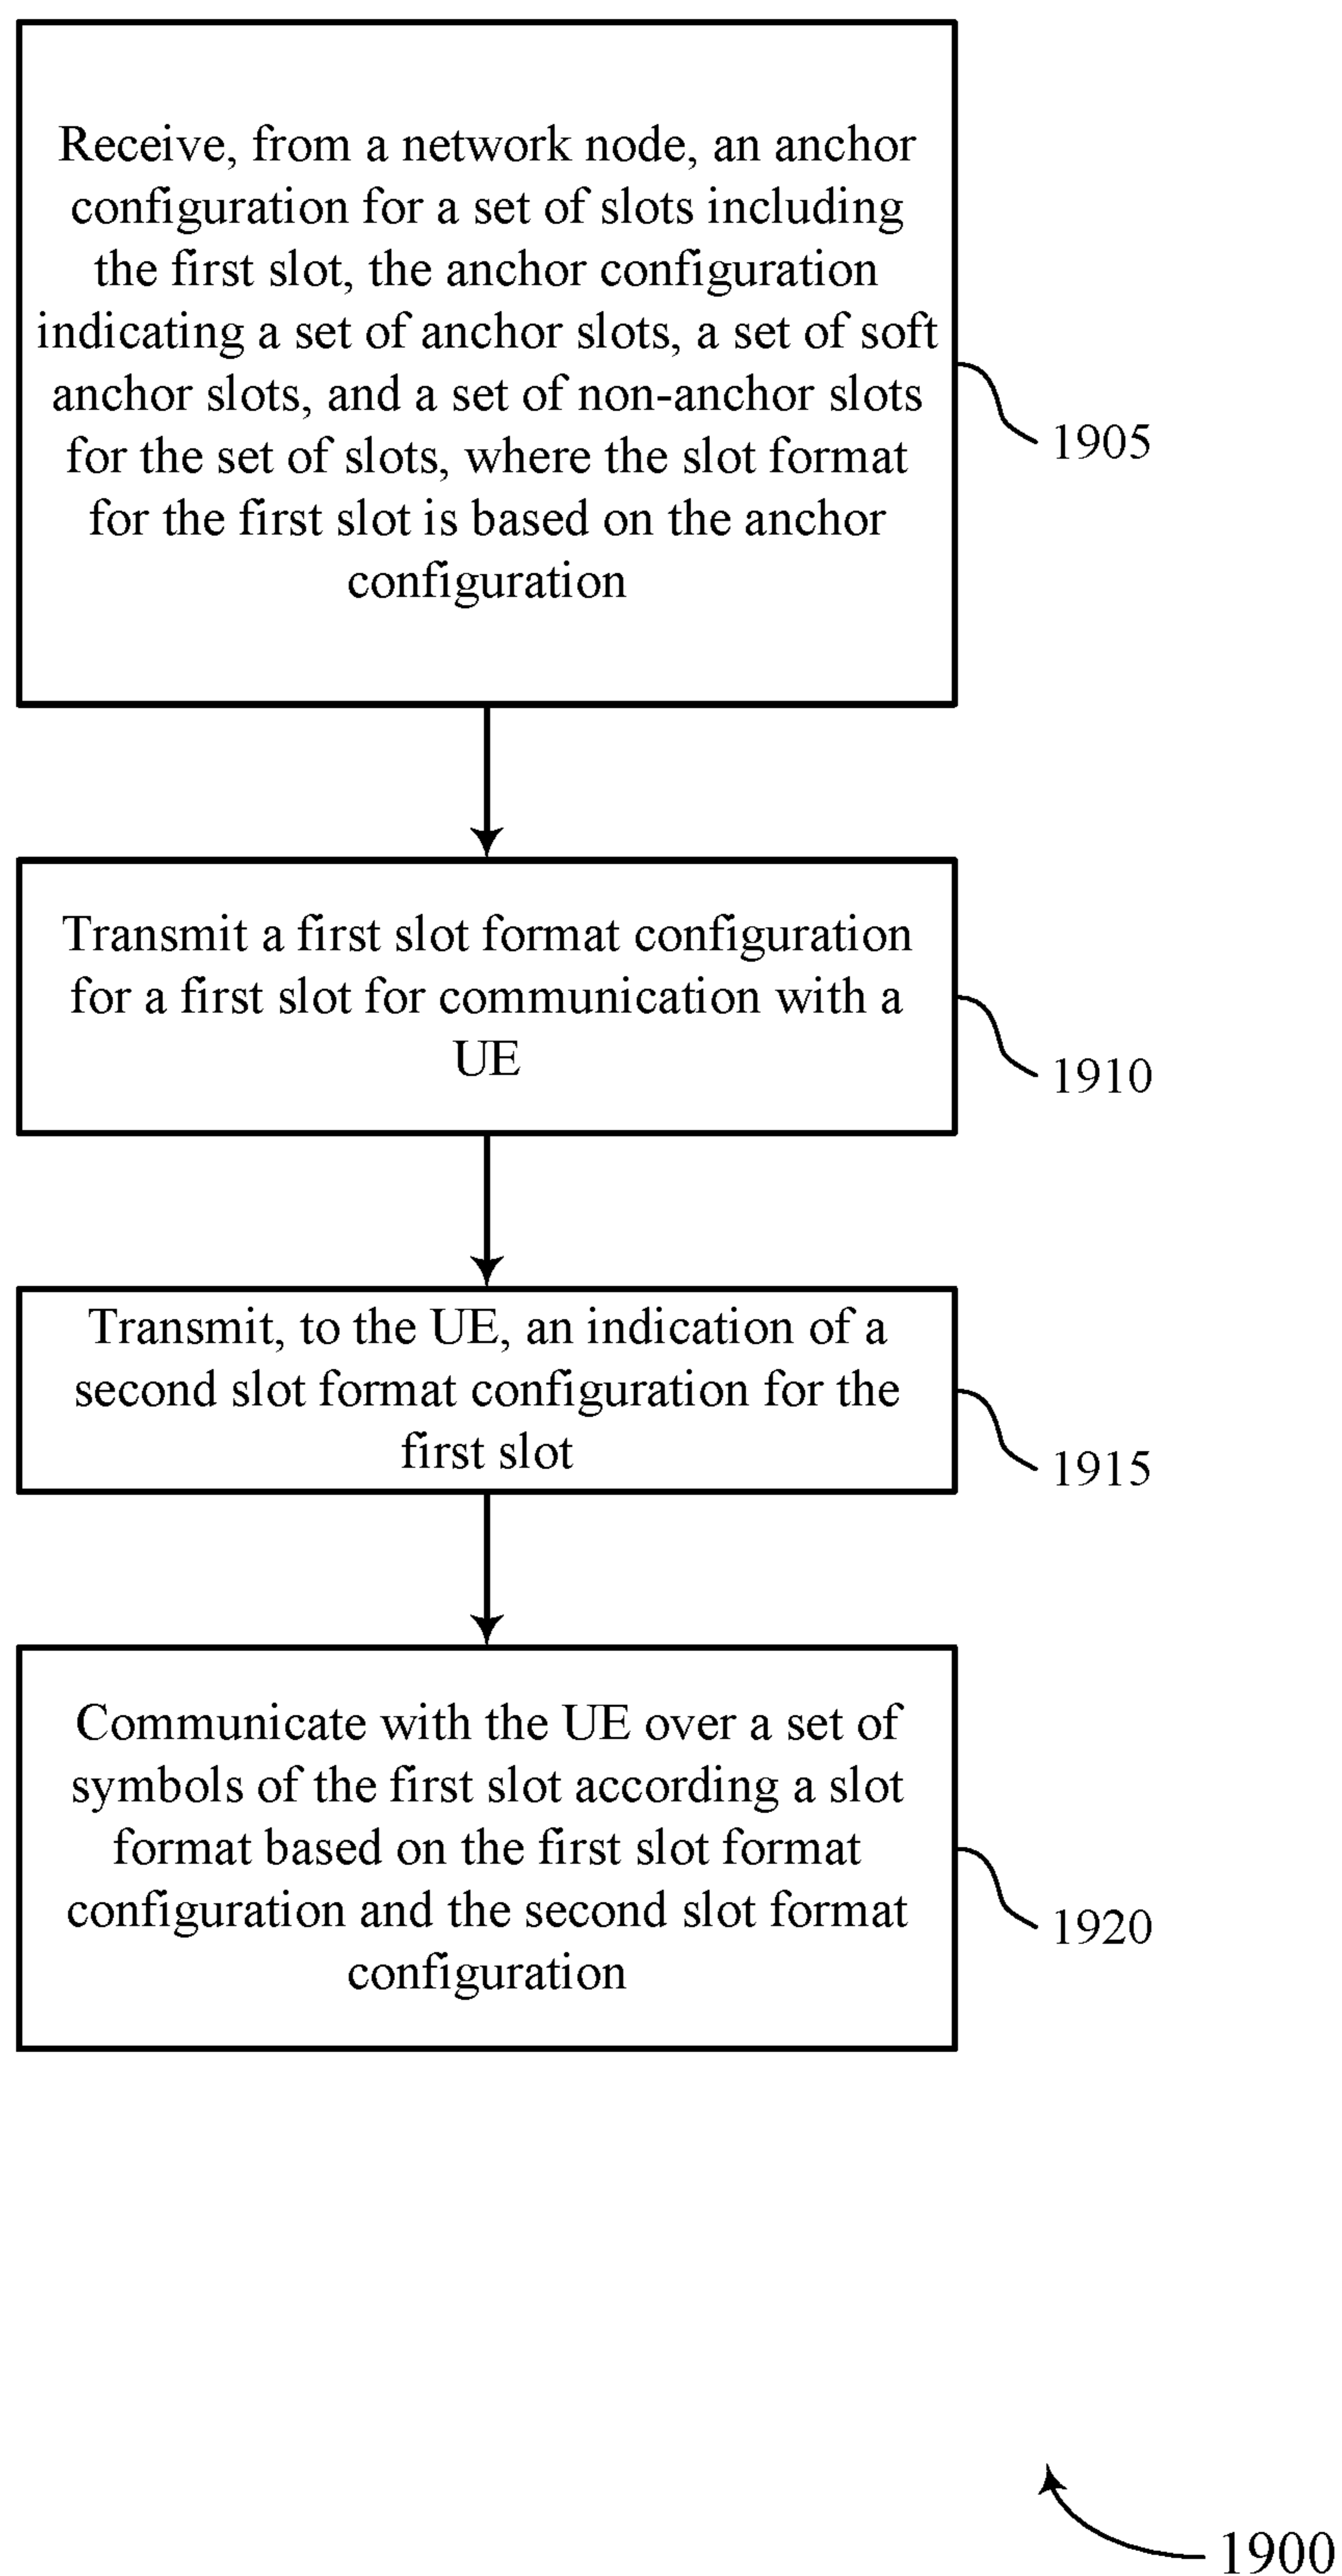 Receive, from a network node, an anchor
configuration for a set of slots including
the first slot, the anchor configuration
indicating a set of anchor slots, a set of soft
anchor slots, and a set of non-anchor slots
for the set of slots, where the slot format
for the first slot is based on the anchor
configuration
1905
Transmit a first slot format configuration
for a first slot for communication with a
UE
1910
Transmit, to the UE, an indication of a
second slot format configuration for the
first slot
1915
Communicate with the UE over a set of
symbols of the first slot according a slot
format based on the first slot format
configuration and the second slot format
configuration
1920
1900